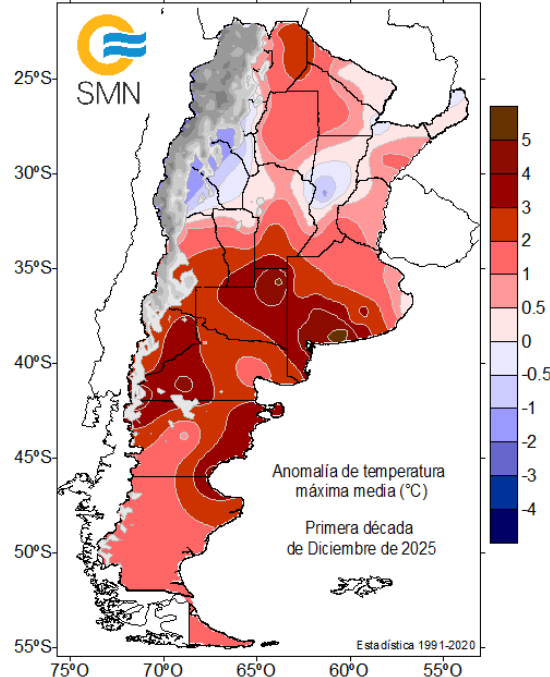 SMN
25ºS
30ºS
35ºS
40ºS
45ºS
50ºS
55ºS
75ºO
70ºO
65ºO
60ºO
55ºO
5
4
3
2
1
0.5
0
-0.5
-1
-2
-3
-4
Anomalía de temperatura
máxima media (°C)
Primera década
de Diciembre de 2025
Estadística 1991-2020